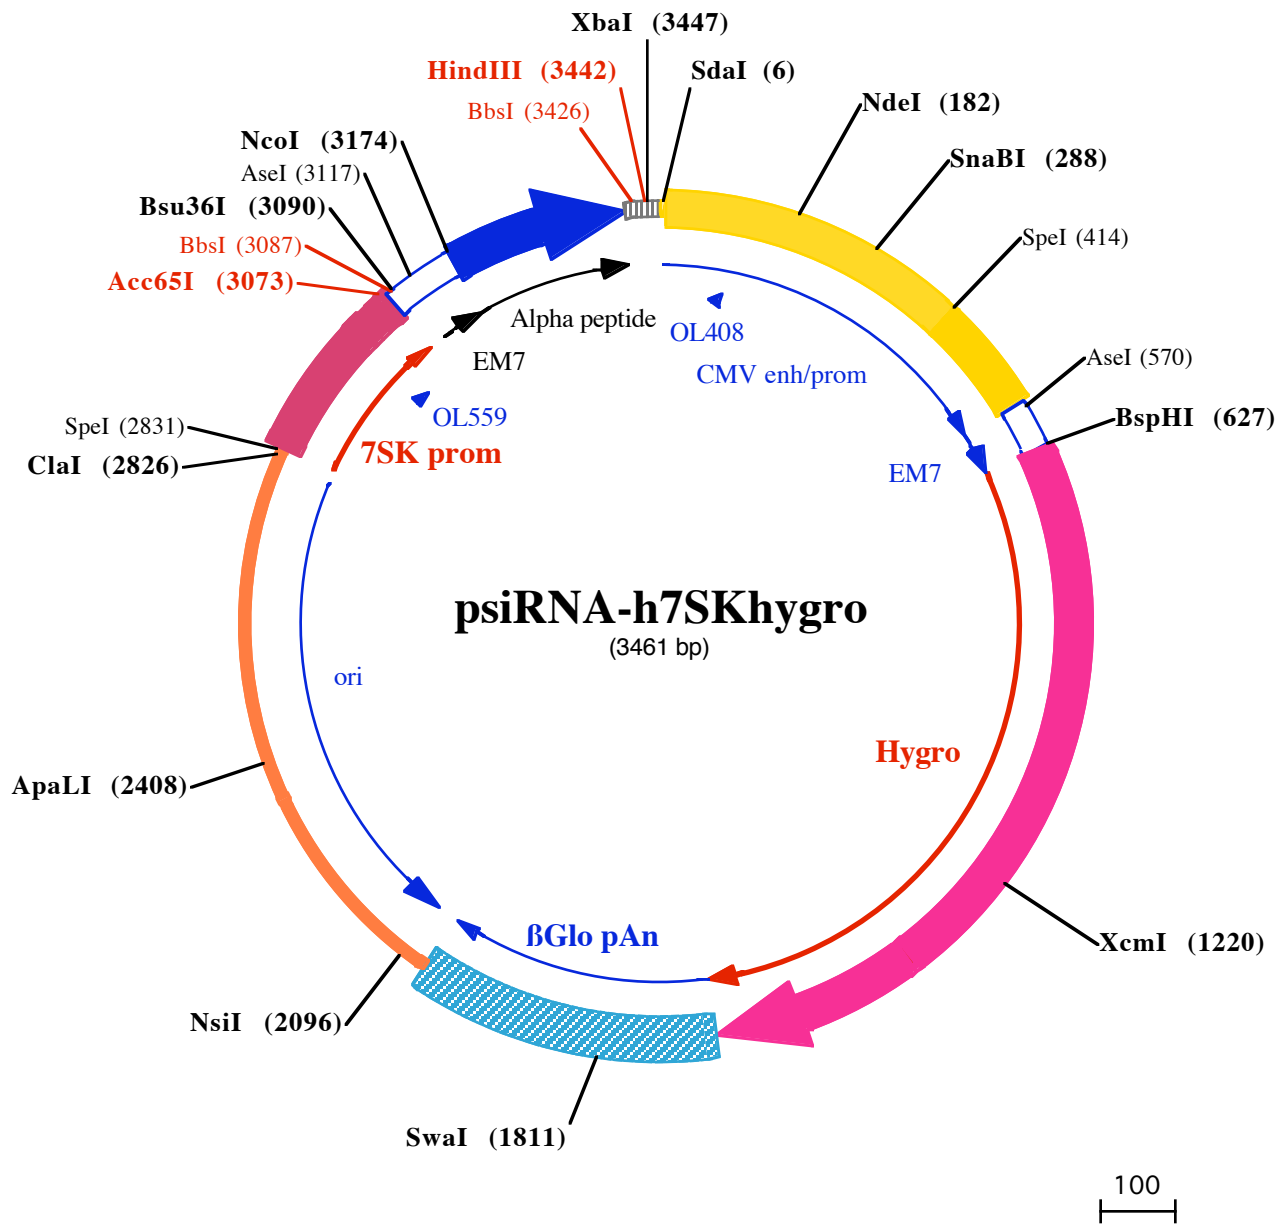 XbaI (3447)
HindIII (3442)
SdaI (6)
BbsI (3426)
NdeI (182)
NcoI (3174)
SnaBI (288)
AseI (3117)
Bsu36I (3090)
BbsI (3087)
SpeI (414)
Acc65I (3073)
Alpha peptide
OL408
EM7
AseI (570)
CMV enh/prom
OL559
BspHI (627)
SpeI (2831)
7SK prom
ClaI (2826)
EM7
psiRNA-h7SKhygro
(3461 bp)
ori
Hygro
ApaLI (2408)
ßGlo pAn
XcmI (1220)
NsiI (2096)
SwaI (1811)
100